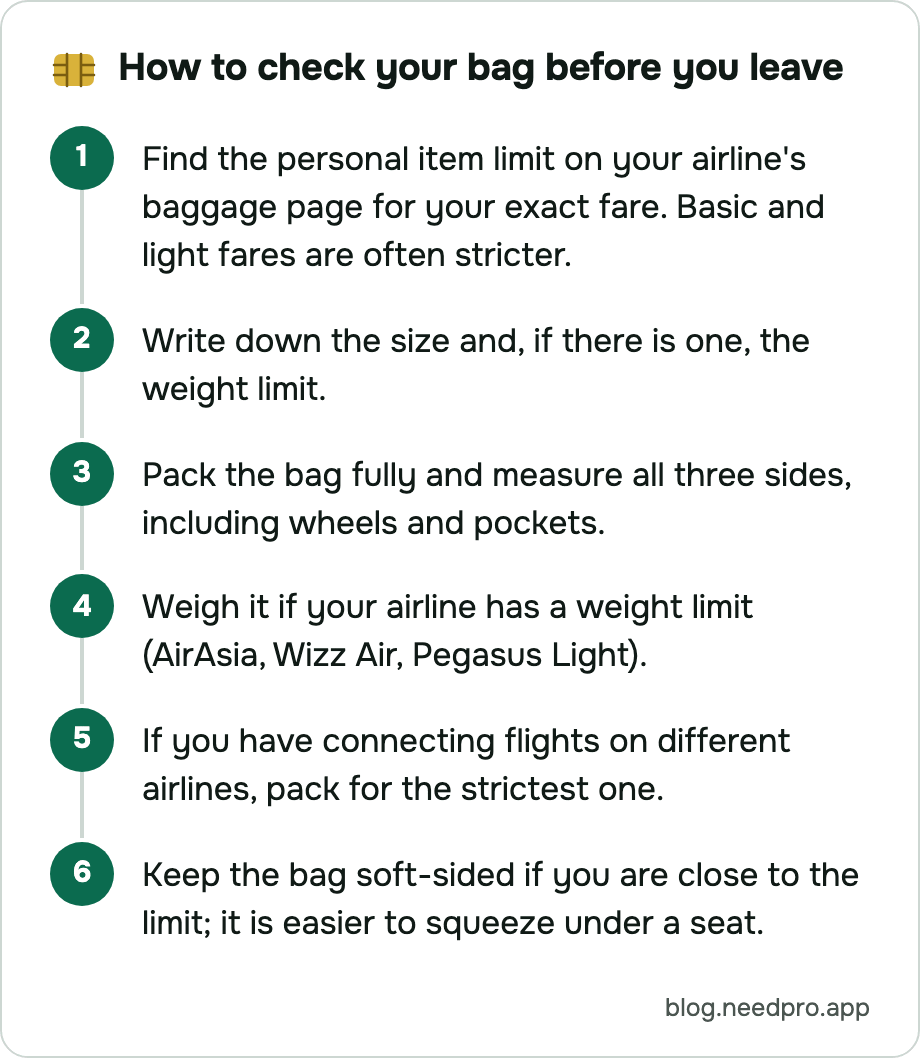 How to check your bag before you leave
1
Find the personal item limit on your airline's
baggage page for your exact fare. Basic and
light fares are often stricter.
2
Write down the size and, if there is one, the
weight limit.
3
Pack the bag fully and measure all three sides,
including wheels and pockets.
4
Weigh it if your airline has a weight limit
(AirAsia, Wizz Air, Pegasus Light).
5
If you have connecting flights on different
airlines, pack for the strictest one.
6
Keep the bag soft-sided if you are close to the
limit; it is easier to squeeze under a seat.
blog.needpro.app